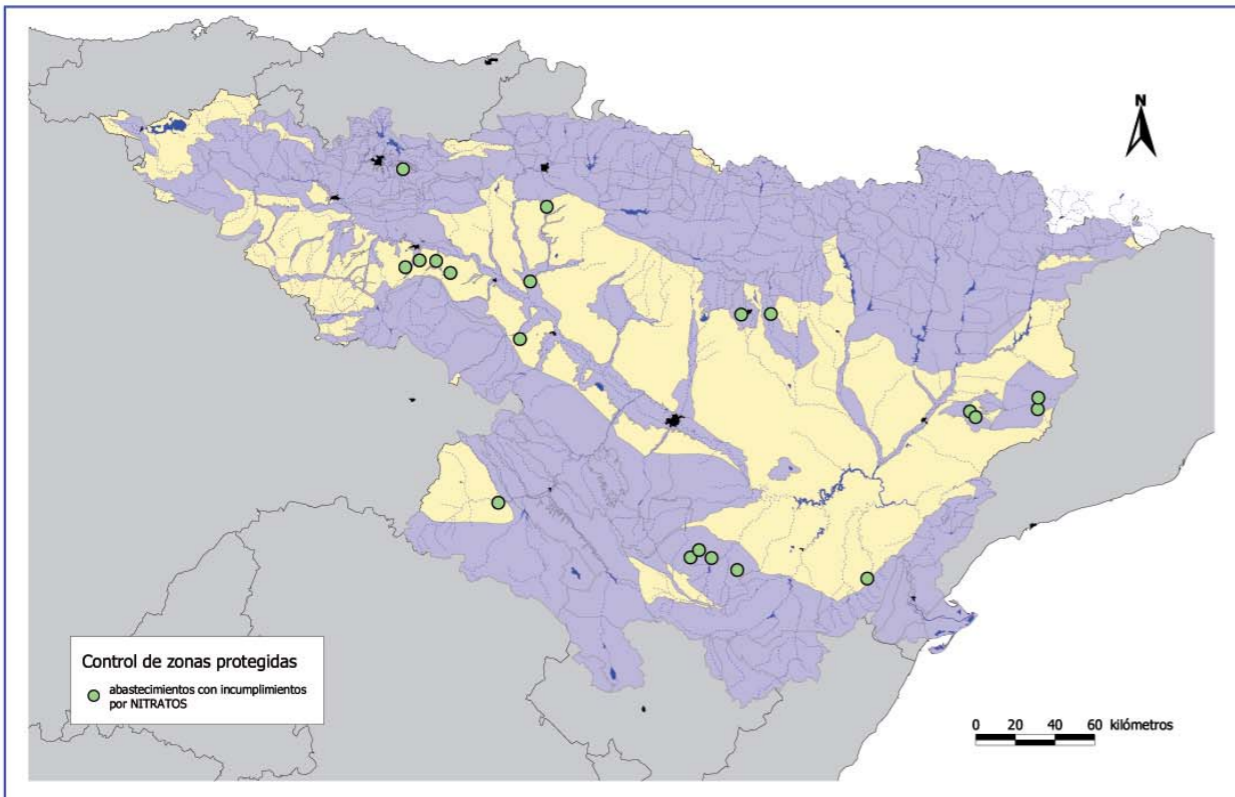 N
Control de zonas protegidas
abastecimientos con incumplimientos
por NITRATOS
0 20 40 60 kilómetros